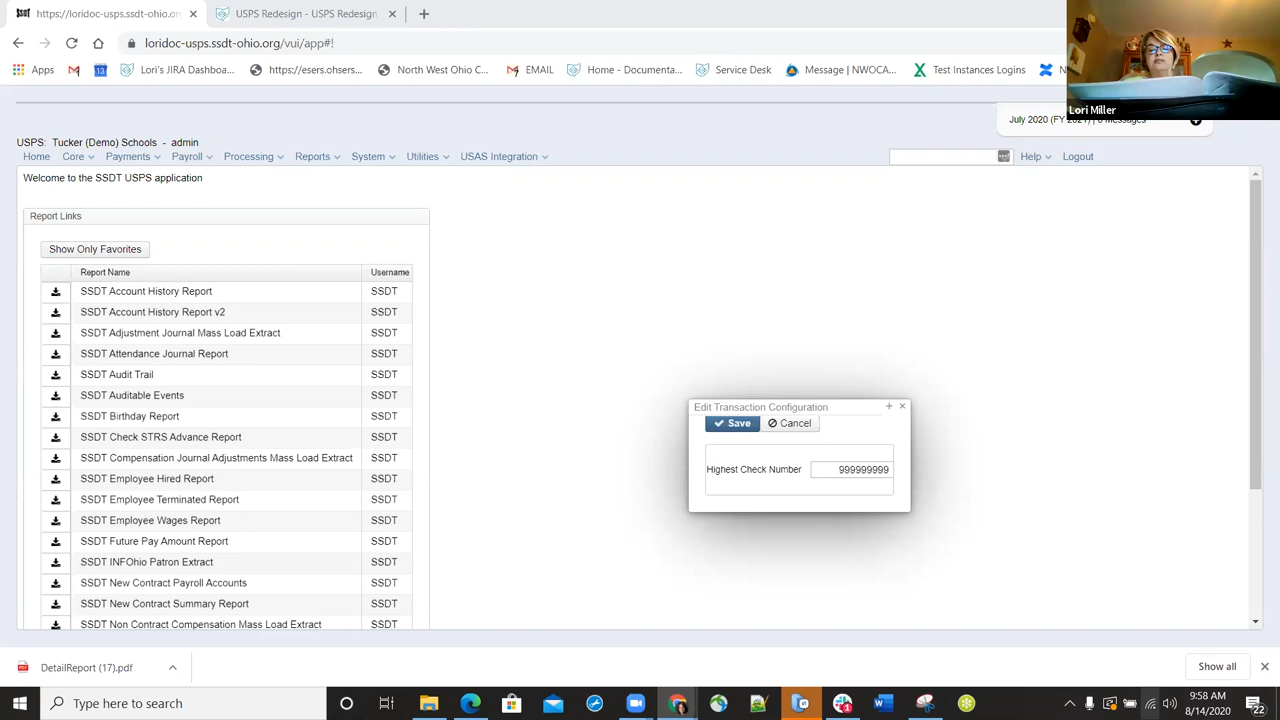 SSDT https://loridoc-usps.ssdt-ohio.org
USPS Redesign - USPS Redesign
loridoc-usps.ssdt-ohio.org/vui/app#!
Apps
Lori's JIRA Dashboa...
https://esers.ohsers...
North West Ohio C...
EMAIL
Home - Documenta...
Service Desk
Message | NWOCA...
Test Instances Logins
Lori Miller
July 2020 (FY 2021) | 0 Messages
USPS: Tucker (Demo) Schools - admin
Home Core Payments Payroll Processing Reports System Utilities USAS Integration Help Logout
Welcome to the SSDT USPS application
Report Links
Show Only Favorites
Report Name Username
SSDT Account History Report SSDT
SSDT Account History Report v2 SSDT
SSDT Adjustment Journal Mass Load Extract SSDT
SSDT Attendance Journal Report SSDT
SSDT Audit Trail SSDT
SSDT Auditable Events SSDT
SSDT Birthday Report SSDT
SSDT Check STRS Advance Report SSDT
SSDT Compensation Journal Adjustments Mass Load Extract SSDT
SSDT Employee Hired Report SSDT
SSDT Employee Terminated Report SSDT
SSDT Employee Wages Report SSDT
SSDT Future Pay Amount Report SSDT
SSDT INFOhio Patron Extract SSDT
SSDT New Contract Payroll Accounts SSDT
SSDT New Contract Summary Report SSDT
SSDT Non Contract Compensation Mass Load Extract SSDT
Edit Transaction Configuration
Save Cancel
Highest Check Number 999999999
DetailReport (17).pdf
Show all
Type here to search
9:58 AM
8/14/2020
22